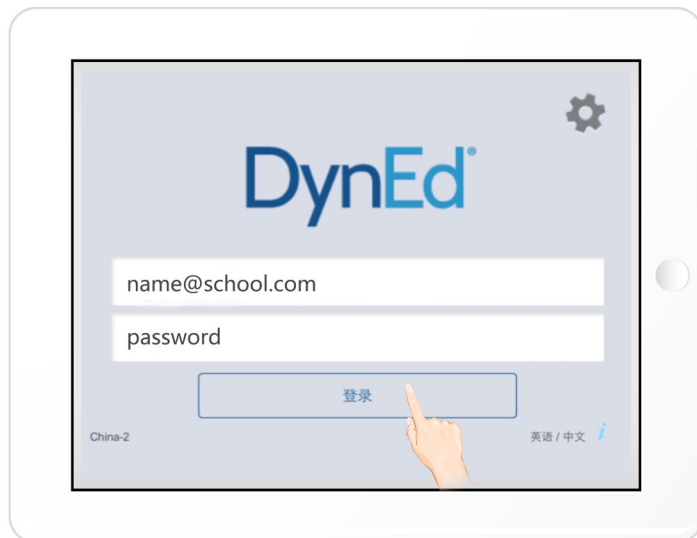 DynEd®
name@school.com
password
登录
China-2
英语 / 中文 i